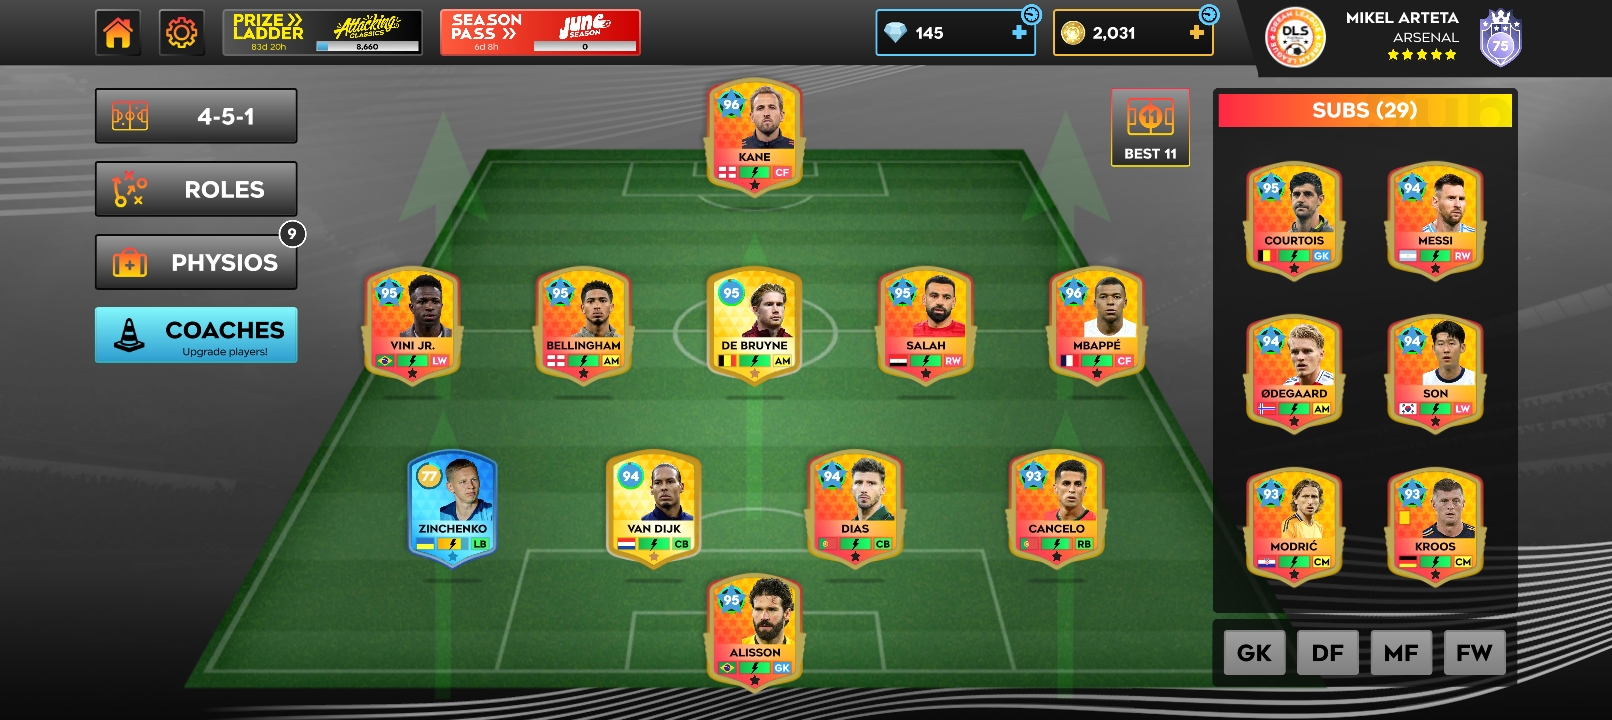 PRIZE
LADDER
83d 20h
Attacking
CLASSICS
8,660
SEASON
PASS
6d 8h
June
SEASON
0
145
2,031
DREAM LEAGUE
DLS
MIKEL ARTETA
ARSENAL
75
4-5-1
ROLES
PHYSIOS
9
COACHES
Upgrade players!
11
BEST 11
96
KANE
CF
95
VINI JR.
LW
95
BELLINGHAM
AM
95
DE BRUYNE
AM
95
SALAH
RW
96
MBAPPÉ
CF
77
ZINCHENKO
LB
94
VAN DIJK
CB
94
DIAS
CB
93
CANCELO
RB
95
ALISSON
GK
SUBS (29)
95
COURTOIS
GK
94
MESSI
RW
94
ØDEGAARD
AM
94
SON
LW
93
MODRIĆ
CM
93
KROOS
CM
GK
DF
MF
FW